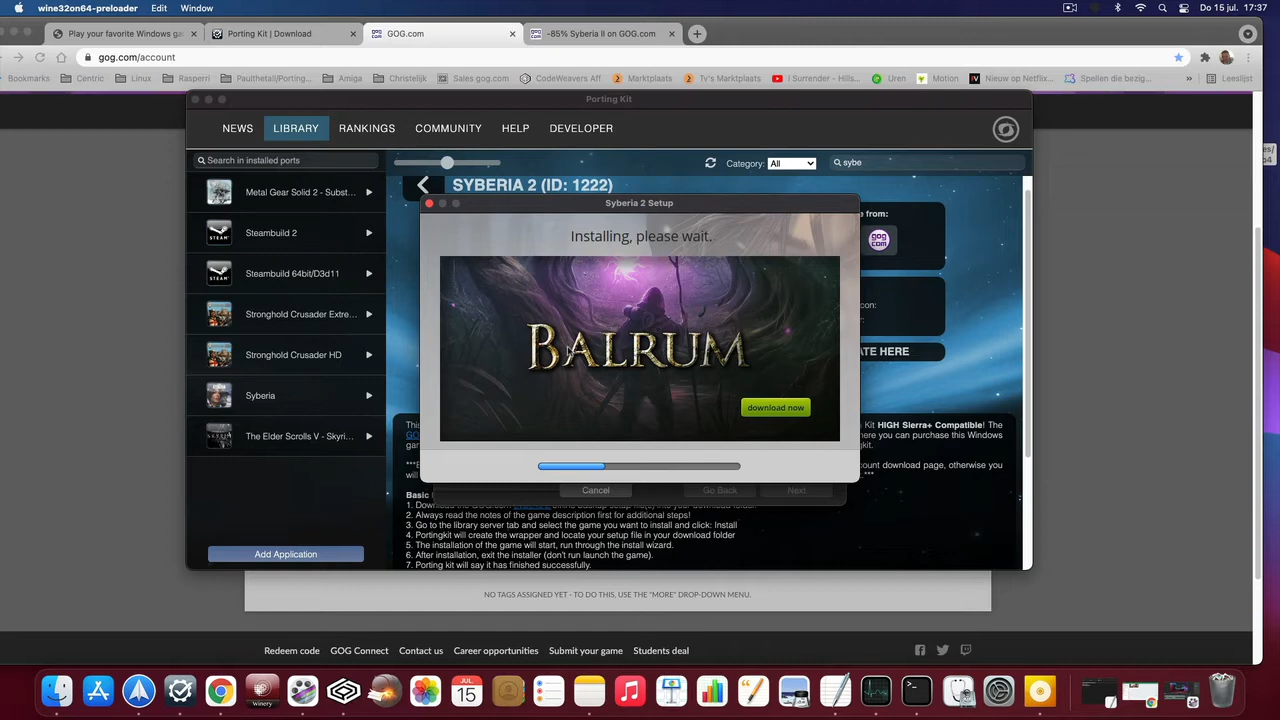 wine32on64-preloader Edit Window Do 15 jul. 17:37
Play your favorite Windows ga Porting Kit | Download GOG.com -85% Syberia II on GOG.com
gog.com/account
Bookmarks Centric Linux Rasperri Paulthetall/Porting... Amiga Christelijk Sales gog.com CodeWeavers Aff Marktplaats Tv's Marktplaats I Surrender - Hills... Uren Motion Nieuw op Netflix... Spellen die bezig... » Leeslijst
Porting Kit
NEWS LIBRARY RANKINGS COMMUNITY HELP DEVELOPER
Search in installed ports
Category: All
sybe
SYBERIA 2 (ID: 1222)
Metal Gear Solid 2 - Subst...
Steambuild 2
Steambuild 64bit/D3d11
Stronghold Crusader Extre...
Stronghold Crusader HD
Syberia
The Elder Scrolls V - Skyri...
Add Application
Syberia 2 Setup
Installing, please wait.
BALRUM
download now
e from:
gog
com
con:
r:
ATE HERE
Cancel Go Back Next
Kit HIGH Sierra+ Compatible! The
here you can purchase this Windows
count download page, otherwise you
Basic
2. Always read the notes of the game description first for additional steps!
3. Go to the library server tab and select the game you want to install and click: Install
4. Portingkit will create the wrapper and locate your setup file in your download folder
5. The installation of the game will start, run through the install wizard.
6. After installation, exit the installer (don't run launch the game).
7. Porting kit will say it has finished successfully.
NO TAGS ASSIGNED YET - TO DO THIS, USE THE "MORE" DROP-DOWN MENU.
Redeem code GOG Connect Contact us Career opportunities Submit your game Students deal
JUL.
15
winery